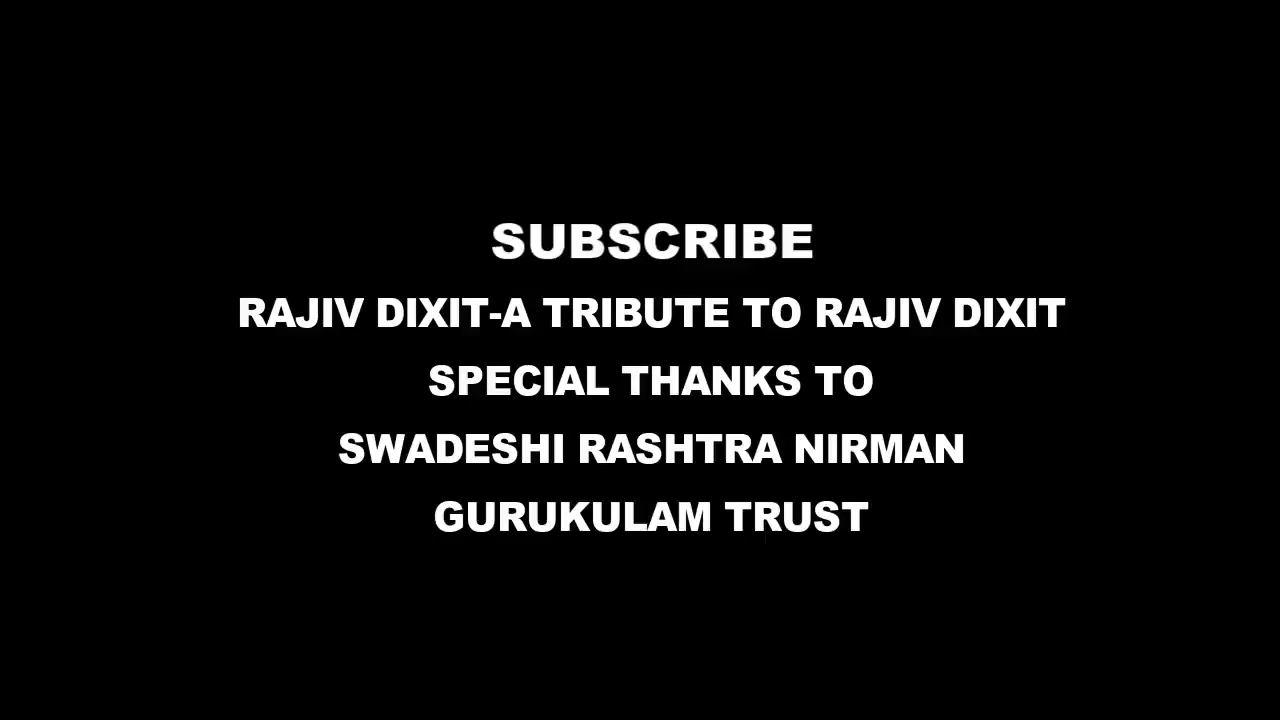 SUBSCRIBE
RAJIV DIXIT-A TRIBUTE TO RAJIV DIXIT
SPECIAL THANKS TO
SWADESHI RASHTRA NIRMAN
GURUKULAM TRUST